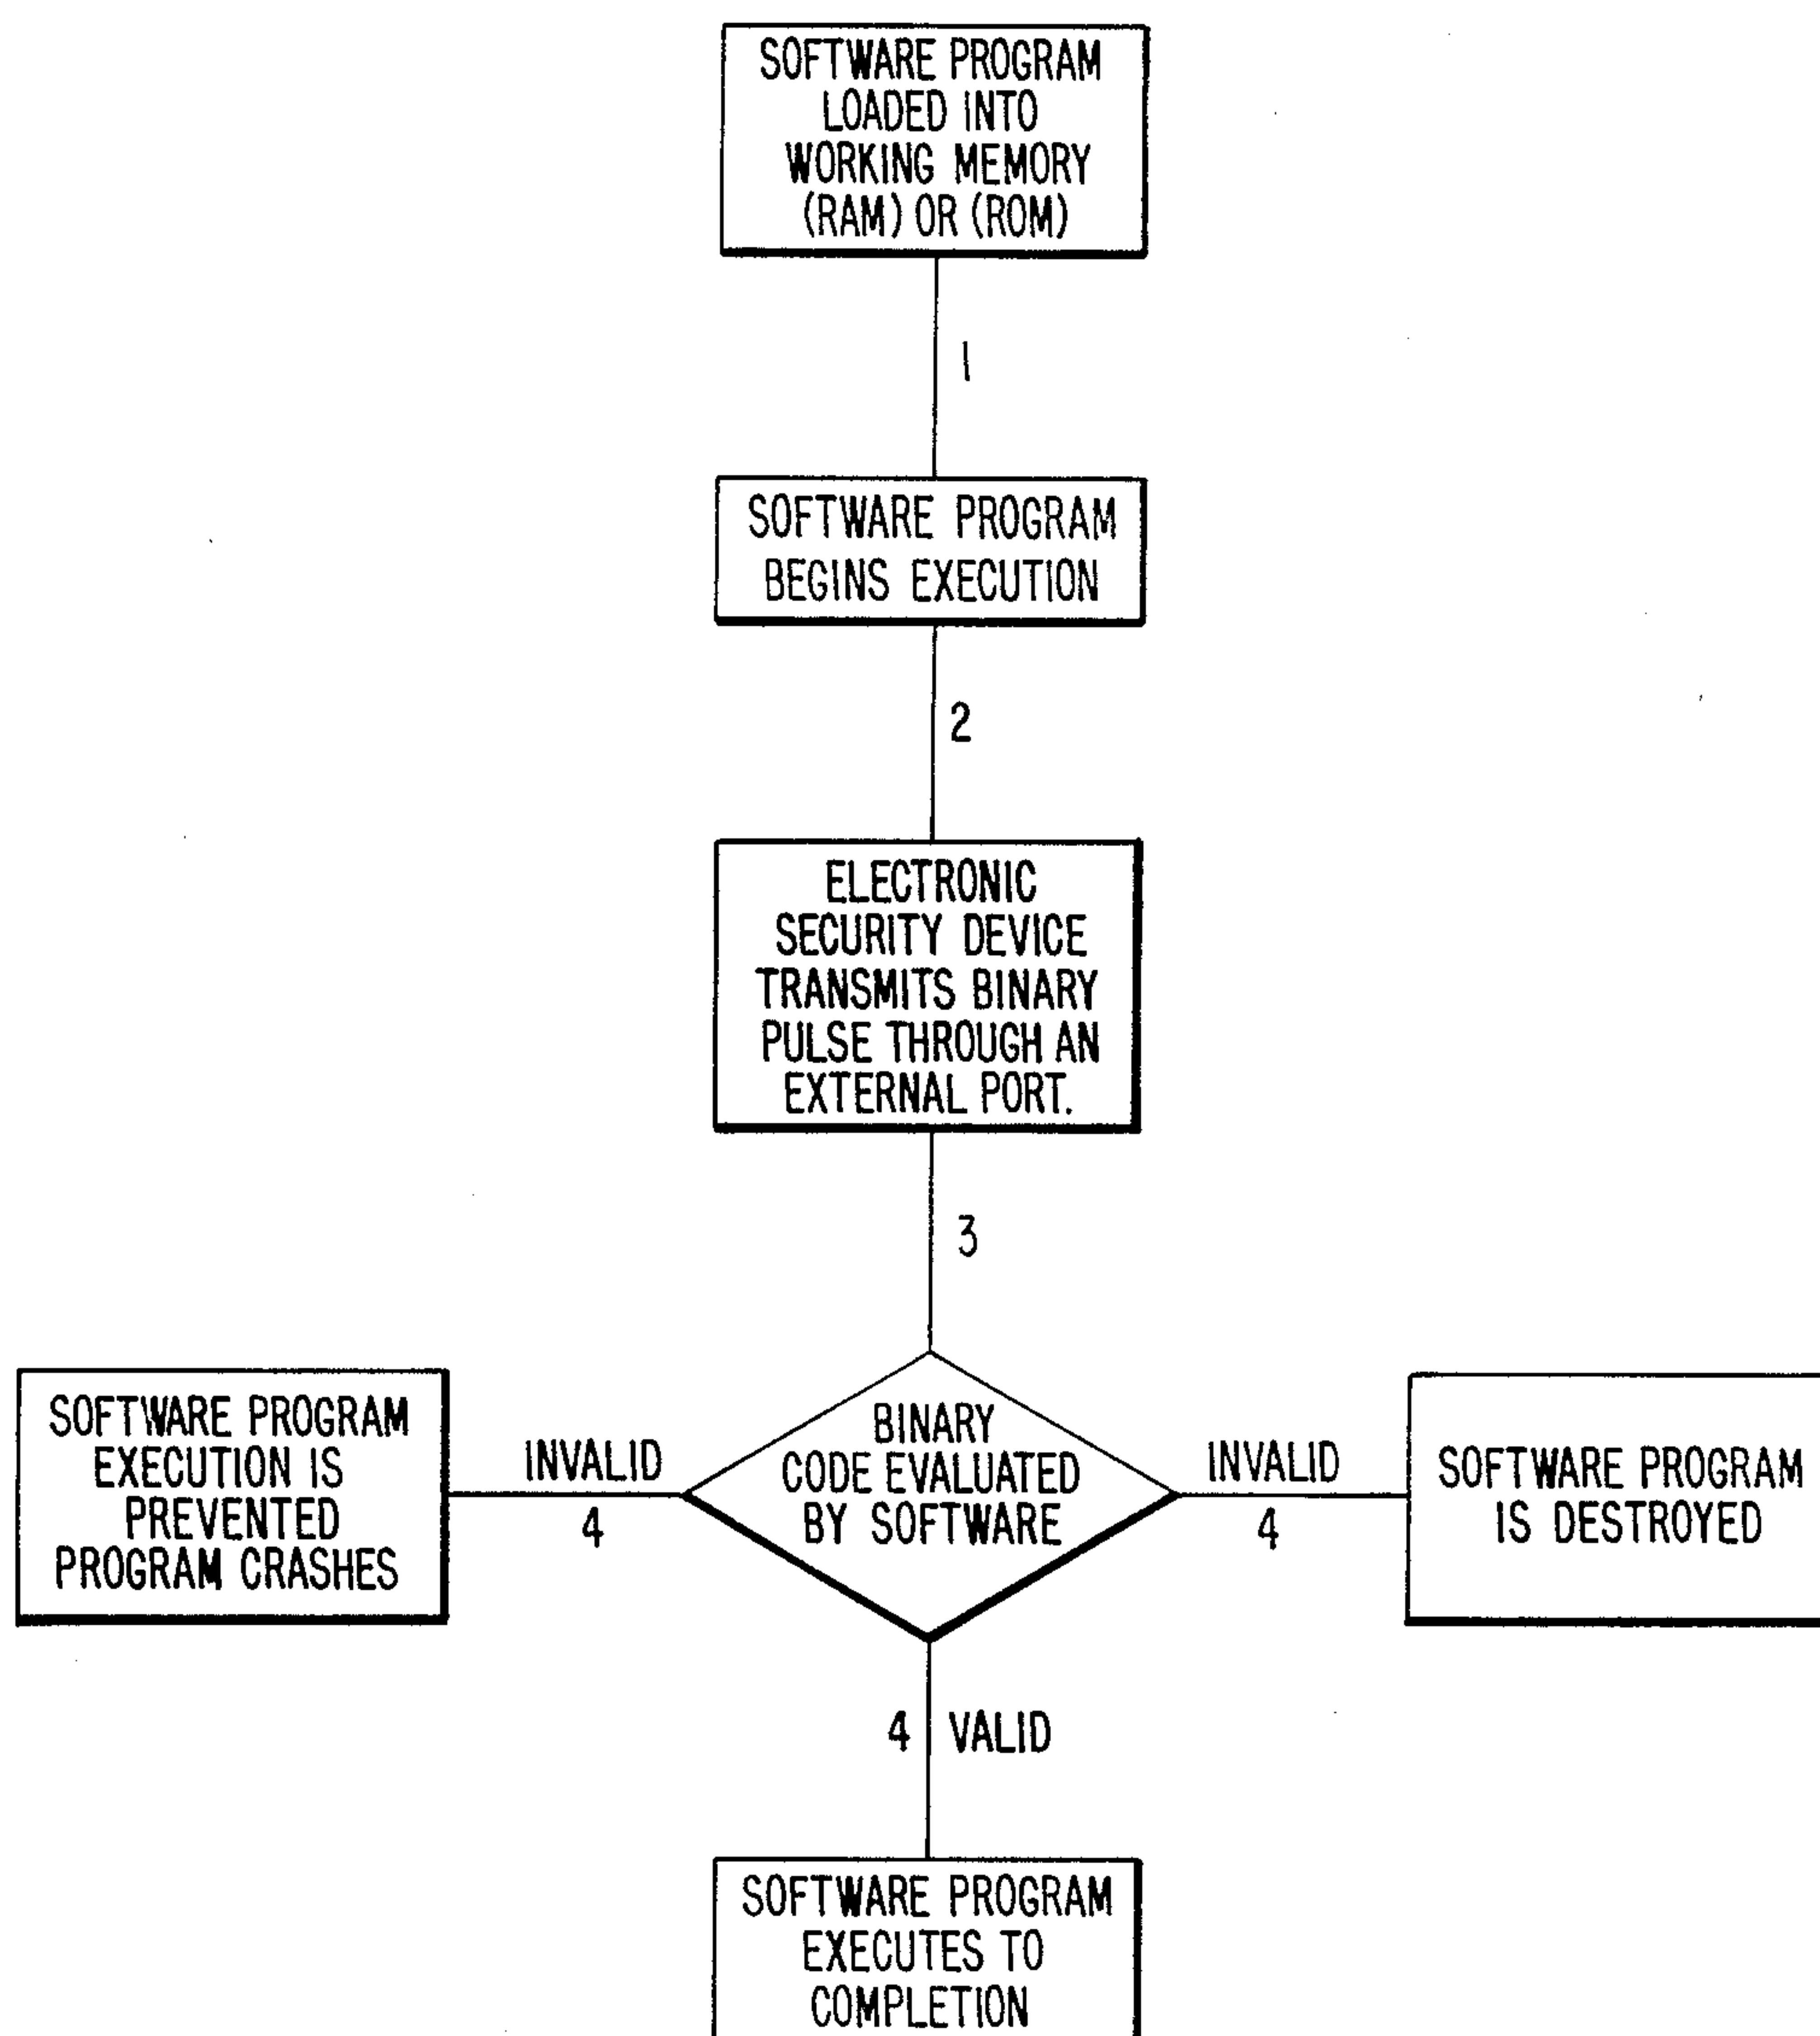 SOFTWARE PROGRAM
LOADED INTO
WORKING MEMORY
(RAM) OR (ROM)
1
SOFTWARE PROGRAM
BEGINS EXECUTION
2
ELECTRONIC
SECURITY DEVICE
TRANSMITS BINARY
PULSE THROUGH AN
EXTERNAL PORT.
3
SOFTWARE PROGRAM
EXECUTION IS
PREVENTED
PROGRAM CRASHES
INVALID
4
BINARY
CODE EVALUATED
BY SOFTWARE
INVALID
4
SOFTWARE PROGRAM
IS DESTROYED
4 VALID
SOFTWARE PROGRAM
EXECUTES TO
COMPLETION